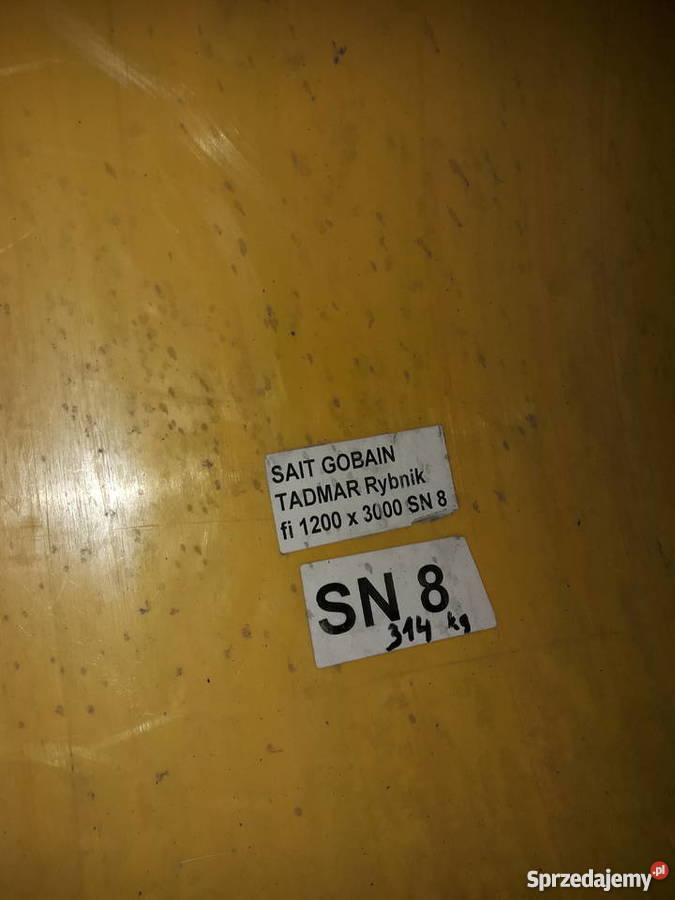 SAIT GOBAIN
TADMAR Rybnik
fi 1200 x 3000 SN 8
SN 8
314 kg
Sprzedajemy.pl